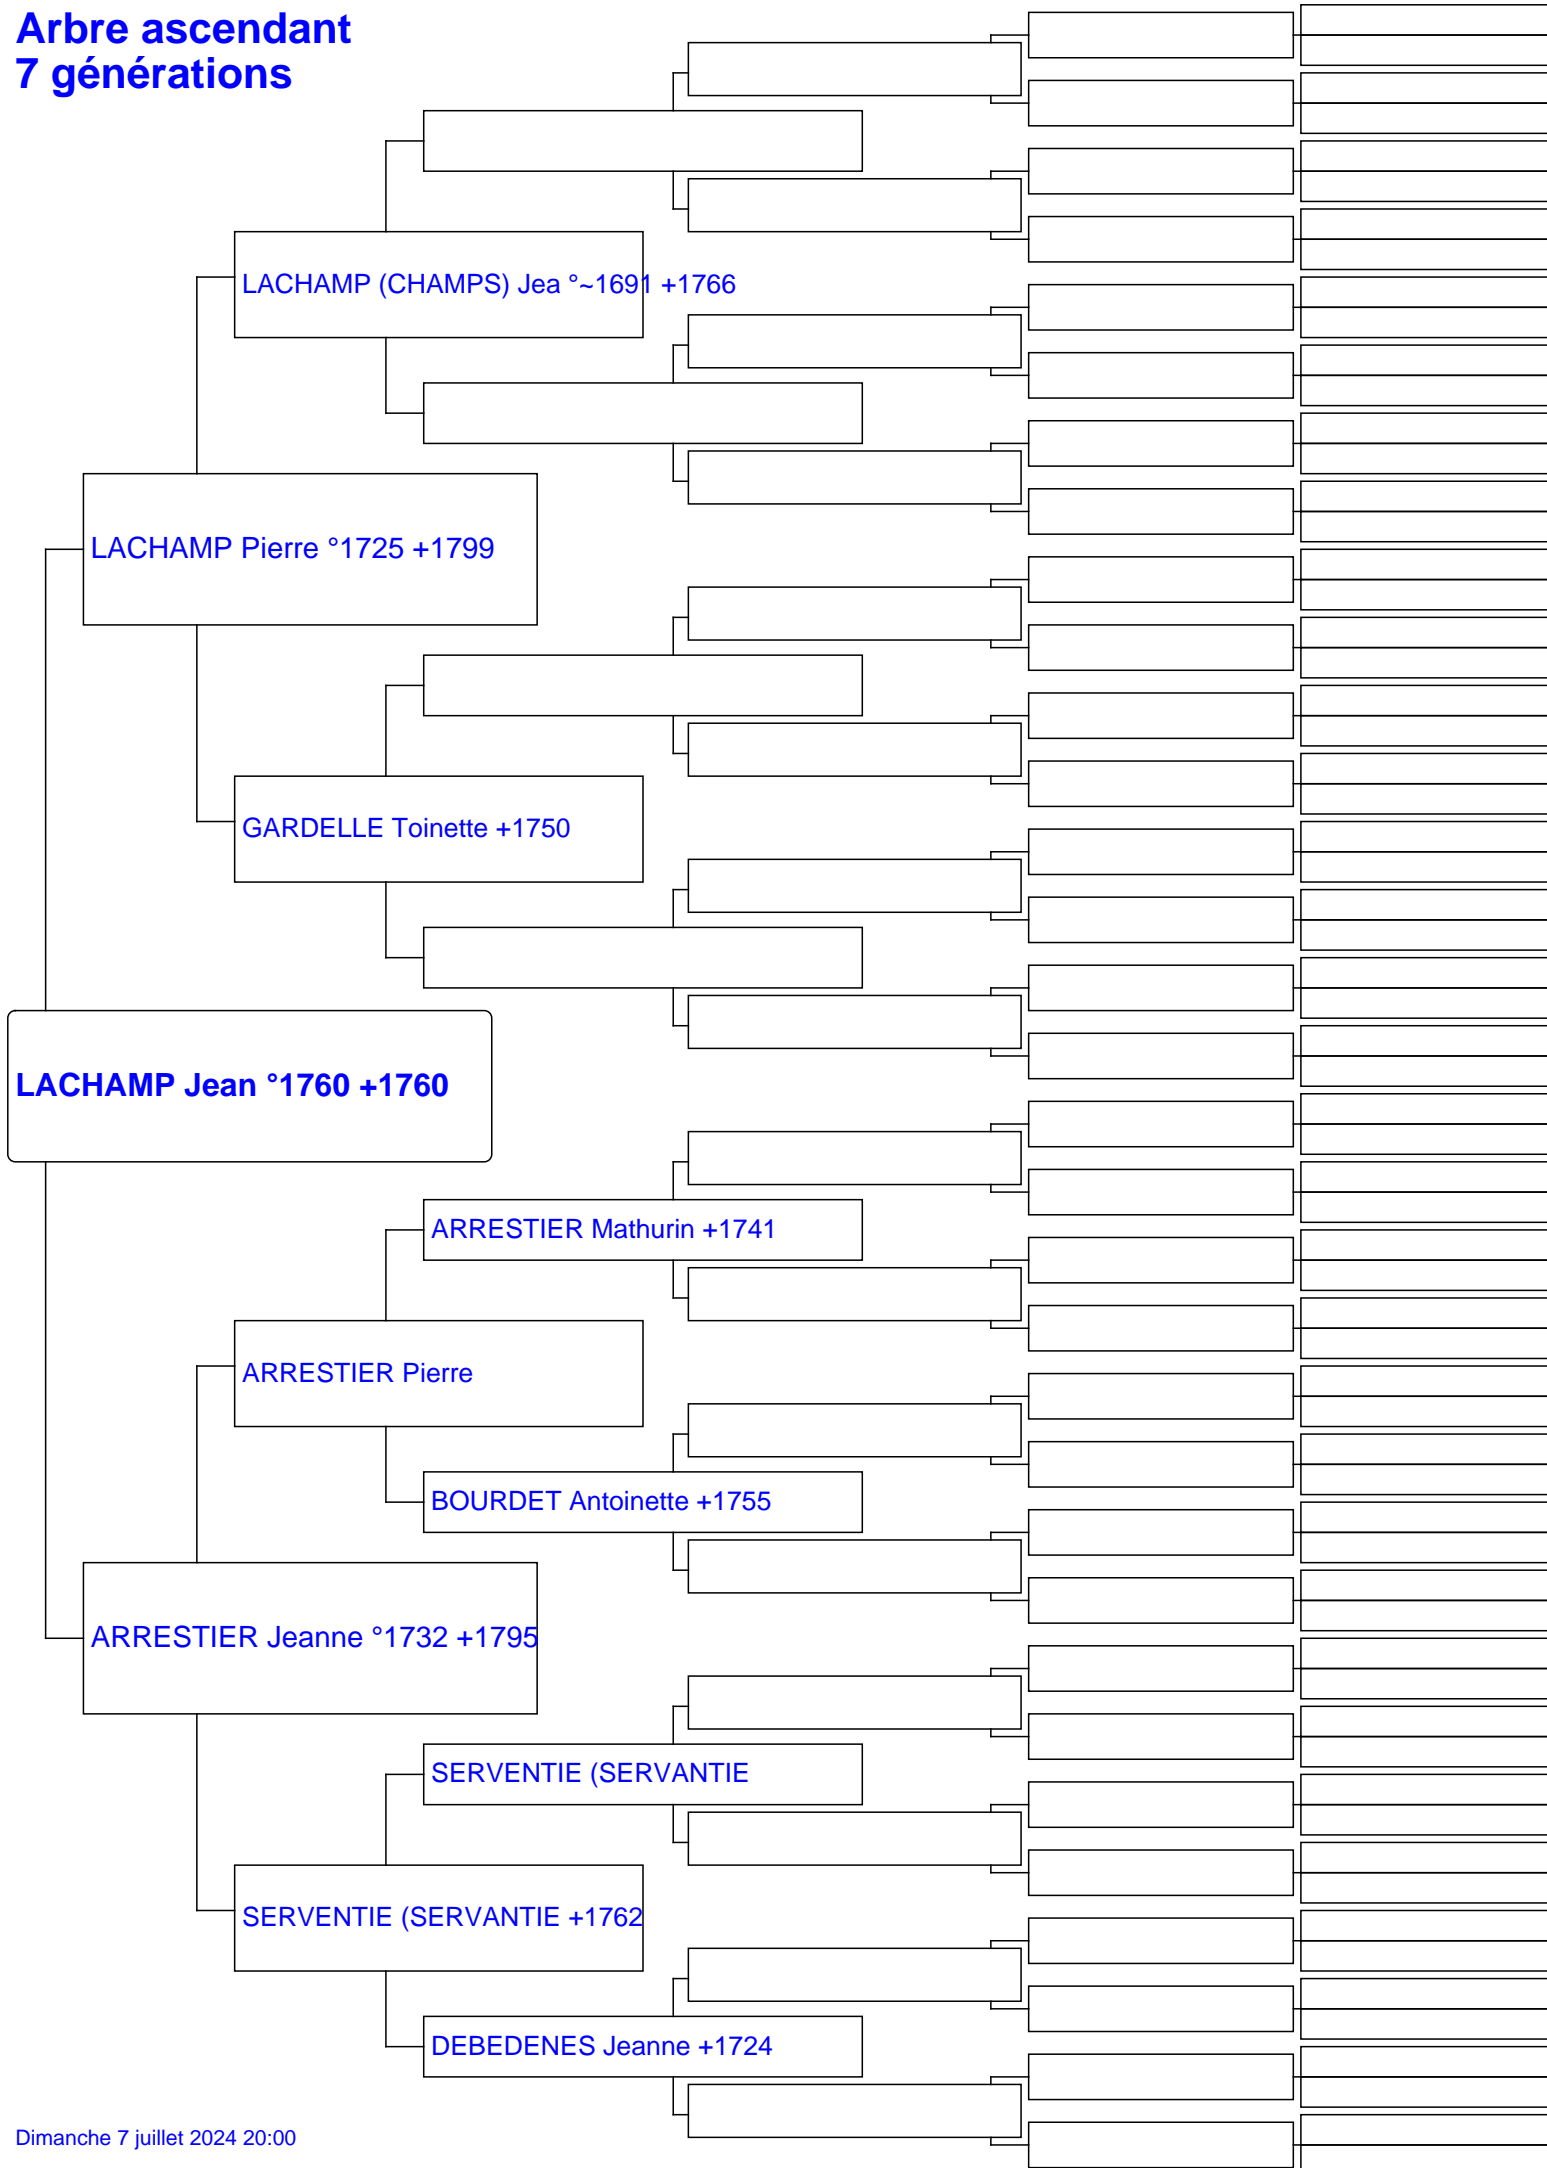 Arbre ascendant
7 générations
LACHAMP (CHAMPS) Jea °~1691 +1766
LACHAMP Pierre °1725 +1799
GARDELLE Toinette +1750
LACHAMP Jean °1760 +1760
ARRESTIER Mathurin +1741
ARRESTIER Pierre
BOURDET Antoinette +1755
ARRESTIER Jeanne °1732 +1795
SERVENTIE (SERVANTIE
SERVENTIE (SERVANTIE +1762
DEBEDENES Jeanne +1724
Dimanche 7 juillet 2024 20:00